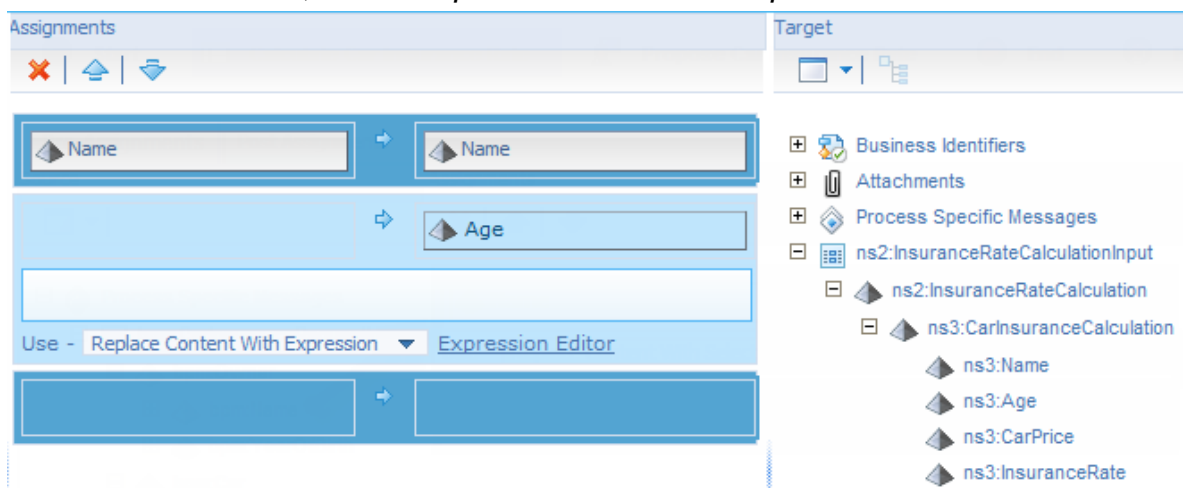 Assignments
Target
Name
Name
Age
Use - Replace Content With Expression Expression Editor
Business Identifiers
Attachments
Process Specific Messages
ns2:InsuranceRateCalculationInput
ns2:InsuranceRateCalculation
ns3:CarInsuranceCalculation
ns3:Name
ns3:Age
ns3:CarPrice
ns3:InsuranceRate